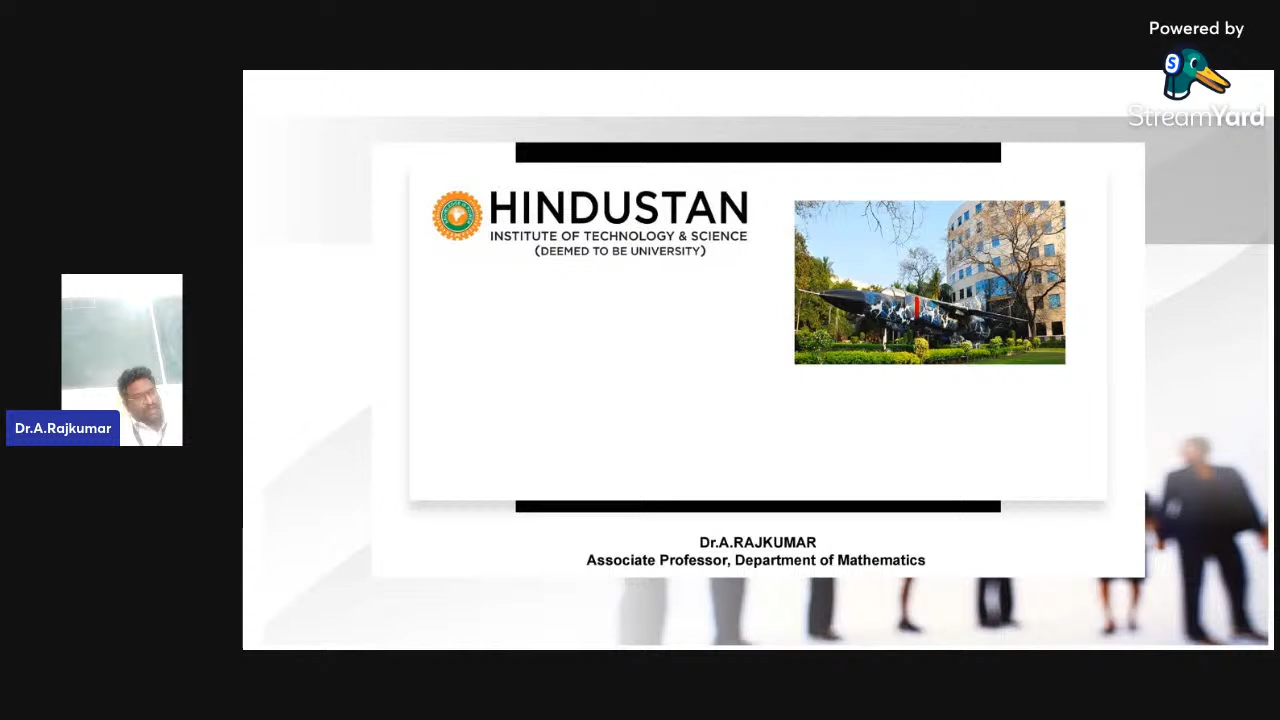 Powered by
StreamYard
HINDUSTAN
INSTITUTE OF TECHNOLOGY & SCIENCE
(DEEMED TO BE UNIVERSITY)
Dr.A.Rajkumar
Dr.A.RAJKUMAR
Associate Professor, Department of Mathematics